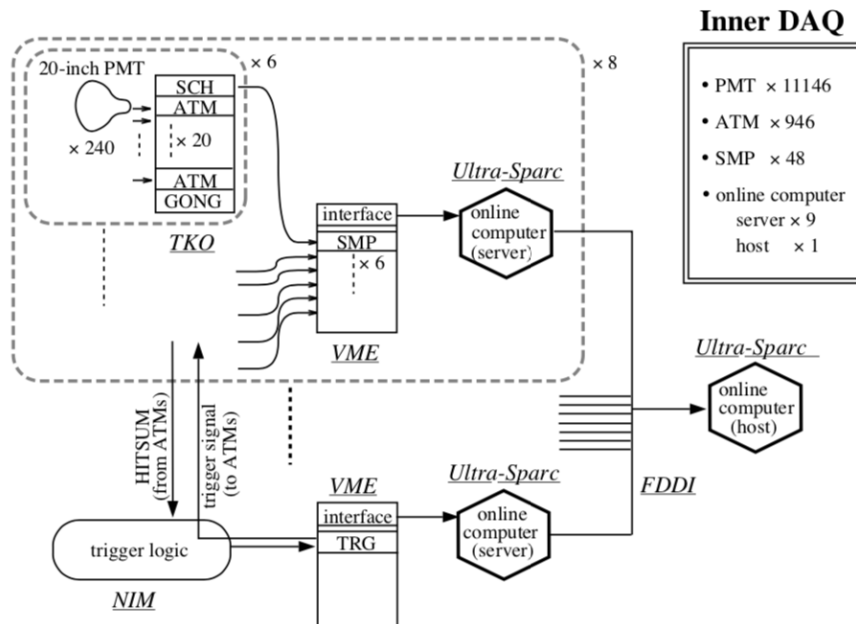 Inner DAQ
• PMT × 11146
• ATM × 946
• SMP × 48
• online computer
server × 9
host × 1
20-inch PMT
× 240
SCH
ATM
× 20
ATM
GONG
TKO
× 6
× 8
interface
SMP
× 6
VME
Ultra-Sparc
online
computer
(server)
HITSUM
(from ATMs)
trigger signal
(to ATMs)
trigger logic
NIM
VME
interface
TRG
Ultra-Sparc
online
computer
(server)
FDDI
Ultra-Sparc
online
computer
(host)